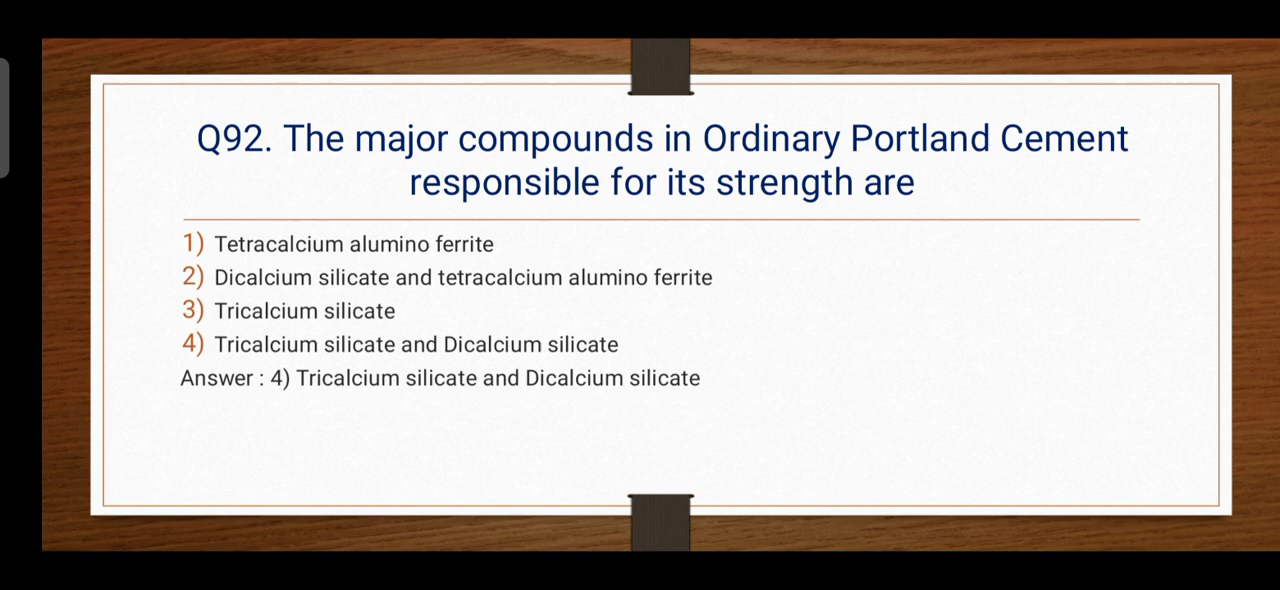 Q92. The major compounds in Ordinary Portland Cement
responsible for its strength are
1) Tetracalcium alumino ferrite
2) Dicalcium silicate and tetracalcium alumino ferrite
3) Tricalcium silicate
4) Tricalcium silicate and Dicalcium silicate
Answer : 4) Tricalcium silicate and Dicalcium silicate